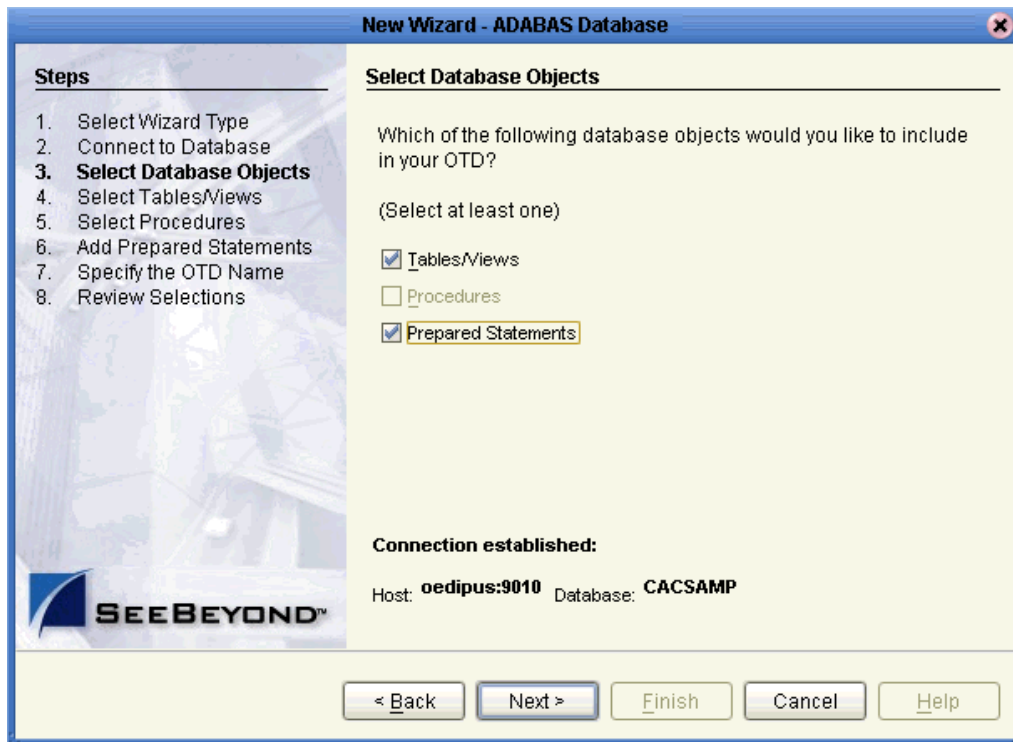 New Wizard - ADABAS Database
Steps
1. Select Wizard Type
2. Connect to Database
3. Select Database Objects
4. Select Tables/Views
5. Select Procedures
6. Add Prepared Statements
7. Specify the OTD Name
8. Review Selections
SEEBEYOND™
Select Database Objects
Which of the following database objects would you like to include
in your OTD?
(Select at least one)
Tables/Views
Procedures
Prepared Statements
Connection established:
Host: oedipus:9010 Database: CACSAMP
< Back Next > Finish Cancel Help